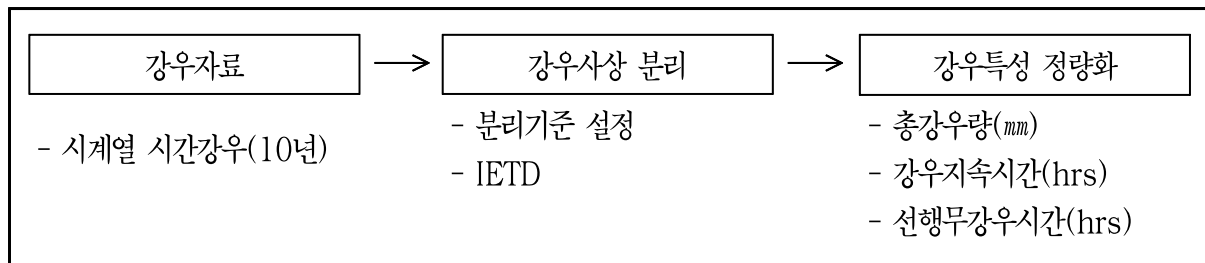 강우자료
- 시계열 시간강우(10년)
강우사상 분리
- 분리기준 설정
- IETD
강우특성 정량화
- 총강우량(㎜)
- 강우지속시간(hrs)
- 선행무강우시간(hrs)